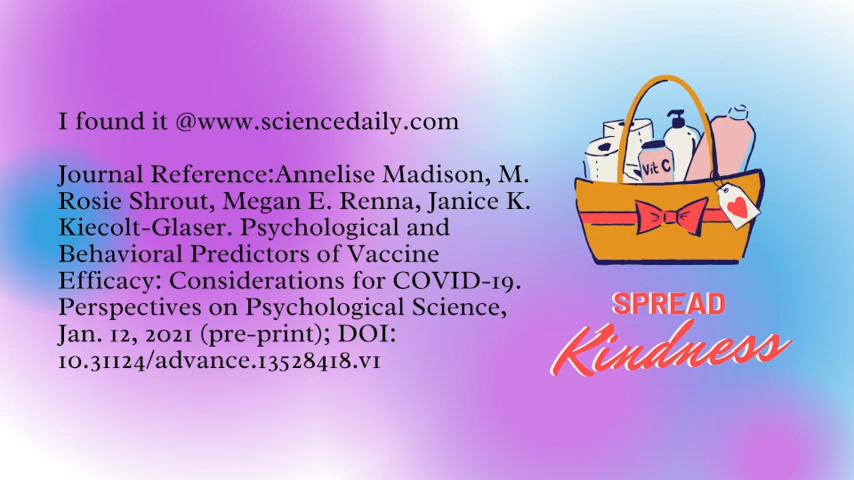 I found it @www.sciencedaily.com
Journal Reference:Annelise Madison, M.
Rosie Shrout, Megan E. Renna, Janice K.
Kiecolt-Glaser. Psychological and
Behavioral Predictors of Vaccine
Efficacy: Considerations for COVID-19.
Perspectives on Psychological Science,
Jan. 12, 2021 (pre-print); DOI:
10.31124/advance.13528418.v1
Vit C
SPREAD
Kindness